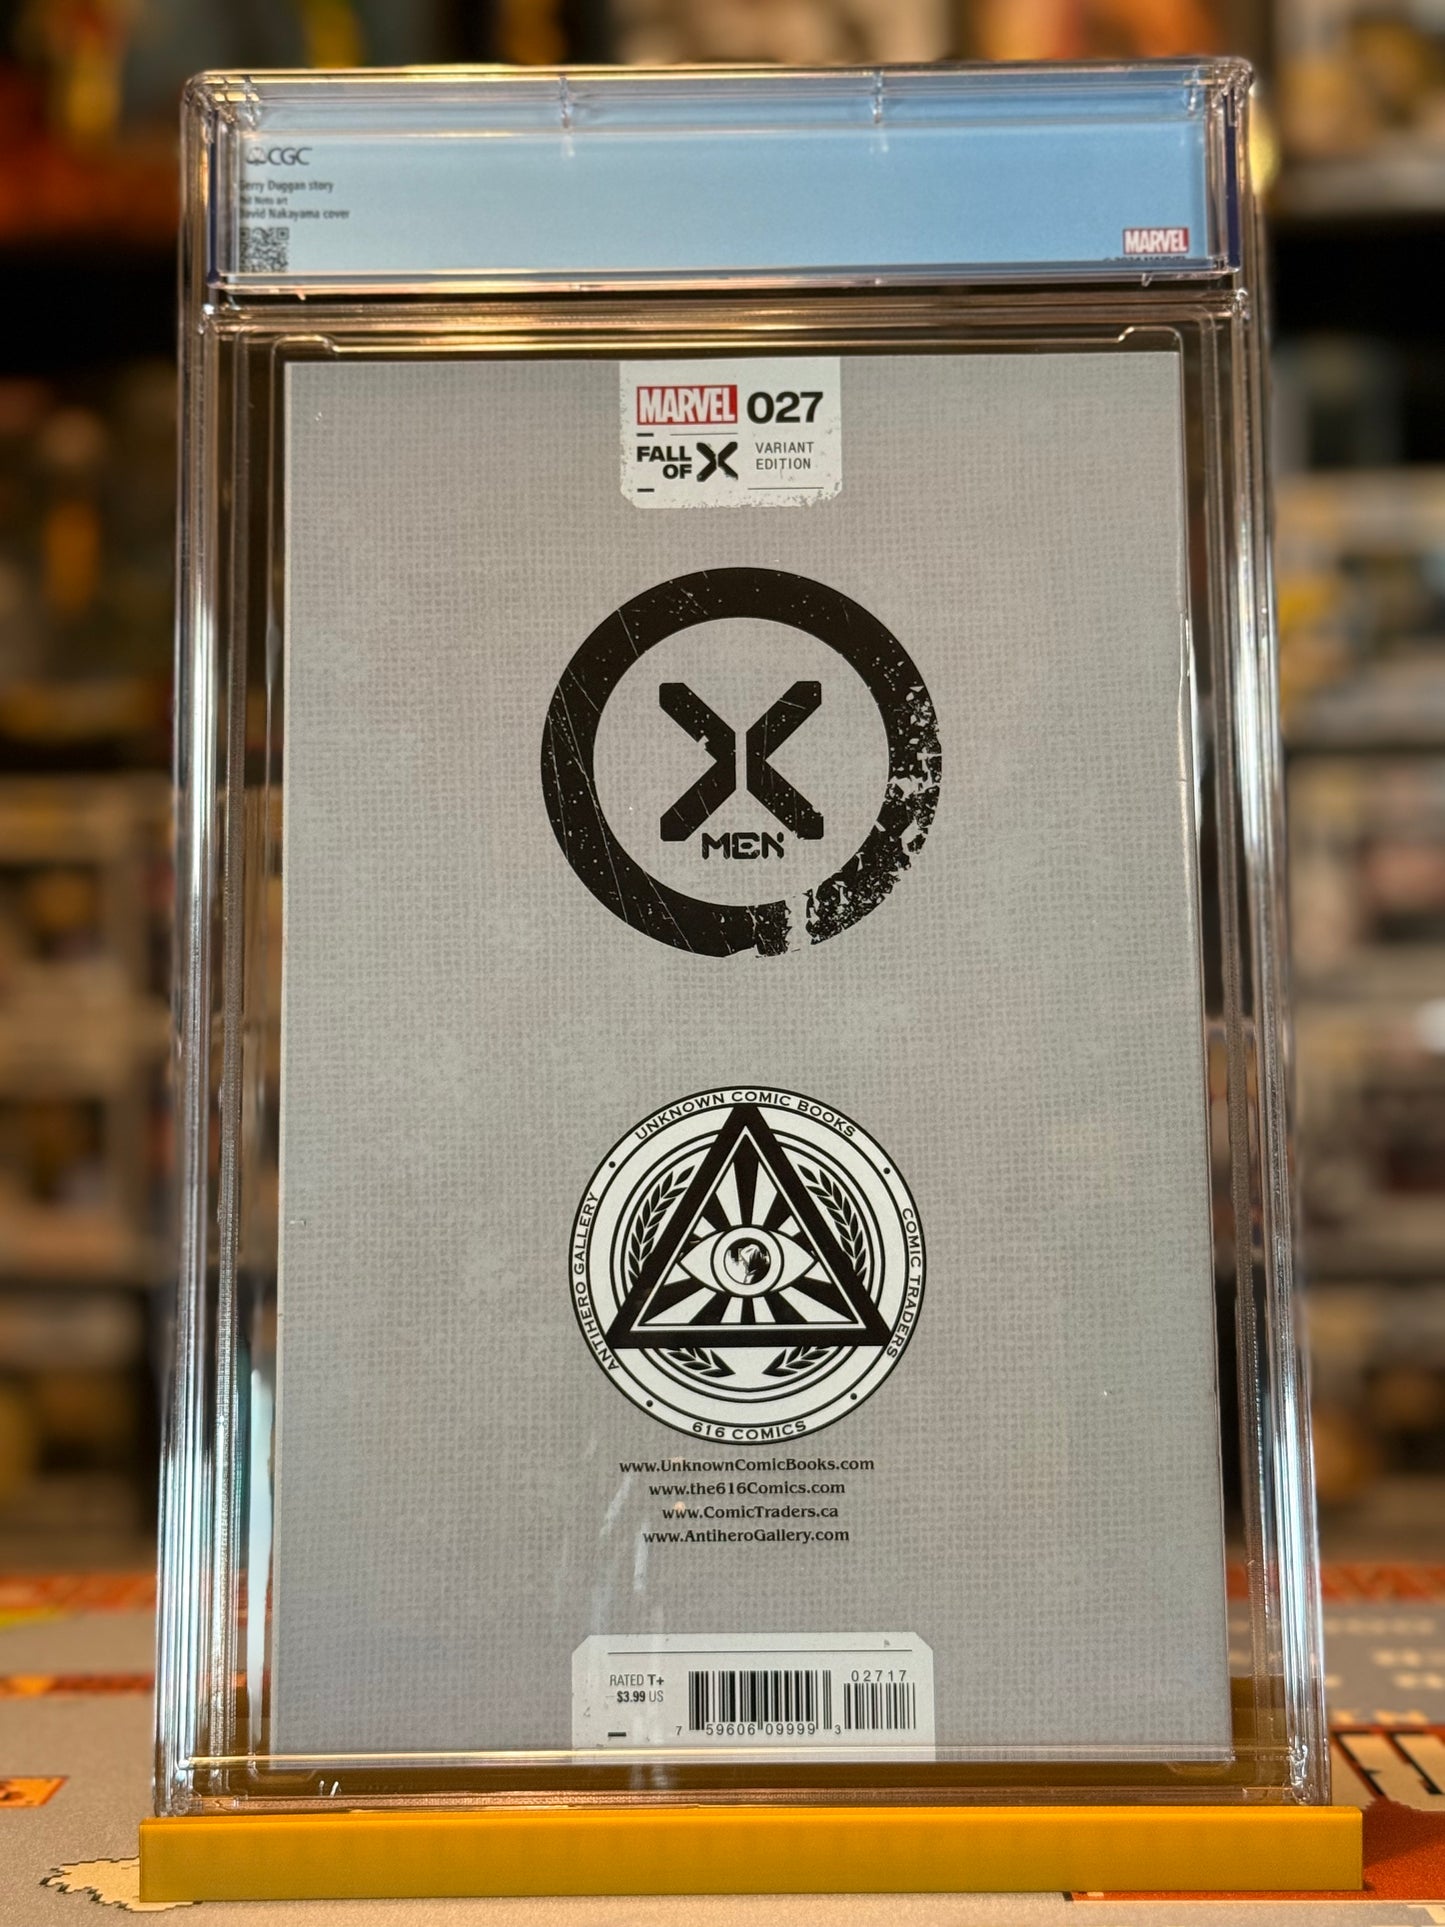 CGC
Gerry Duggan story
Phil Noto art
David Nakayama cover
MARVEL
MARVEL 027
FALL OF X
VARIANT
EDITION
X
MEN
UNKNOWN COMIC BOOKS
ANTIHERO GALLERY
COMIC TRADERS
616 COMICS
www.UnknownComicBooks.com
www.the616Comics.com
www.ComicTraders.ca
www.AntiheroGallery.com
RATED T+
$3.99 US
02717
7 59606 09999 3